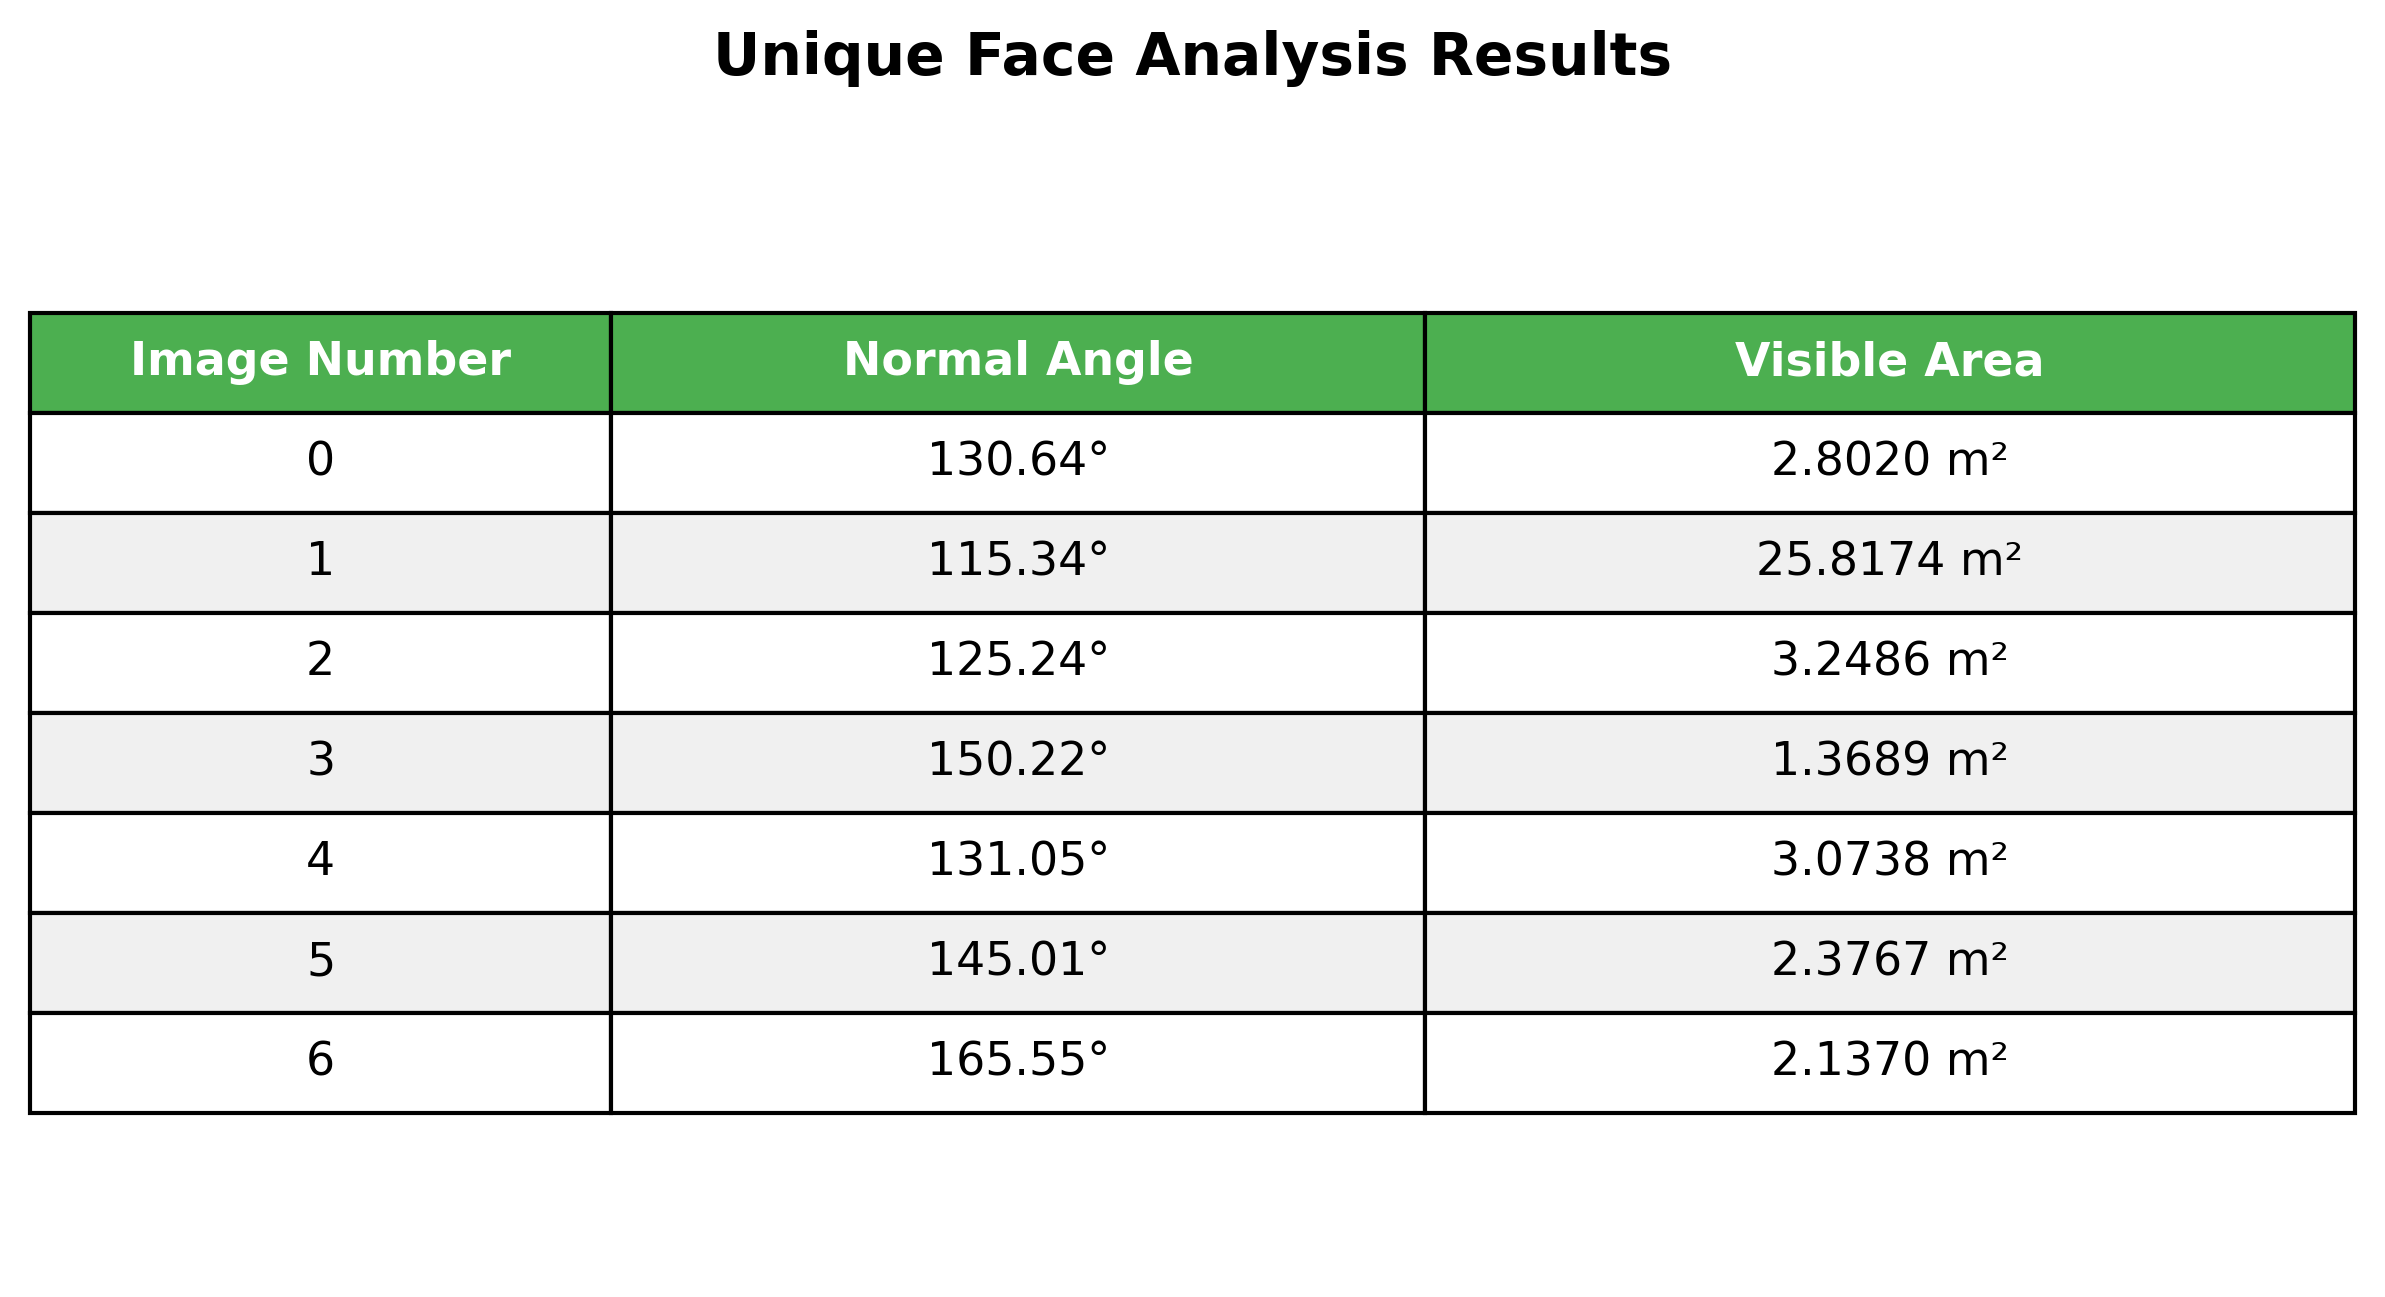 Unique Face Analysis Results
Image Number Normal Angle Visible Area
0 130.64° 2.8020 m²
1 115.34° 25.8174 m²
2 125.24° 3.2486 m²
3 150.22° 1.3689 m²
4 131.05° 3.0738 m²
5 145.01° 2.3767 m²
6 165.55° 2.1370 m²